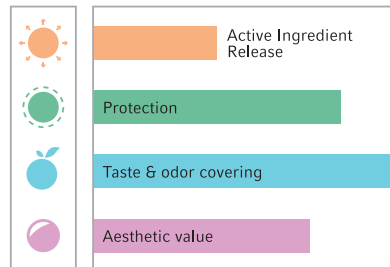 Active Ingredient
Release
Protection
Taste & odor covering
Aesthetic value